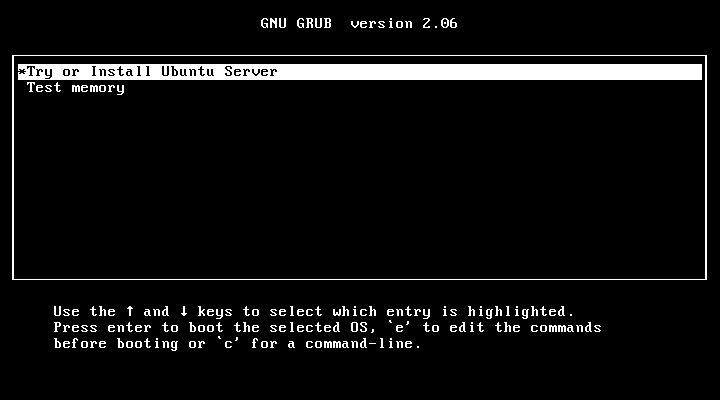 GNU GRUB  version 2.06
*Try or Install Ubuntu Server
Test memory
Use the ↑ and ↓ keys to select which entry is highlighted.
Press enter to boot the selected OS, `e' to edit the commands
before booting or `c' for a command-line.